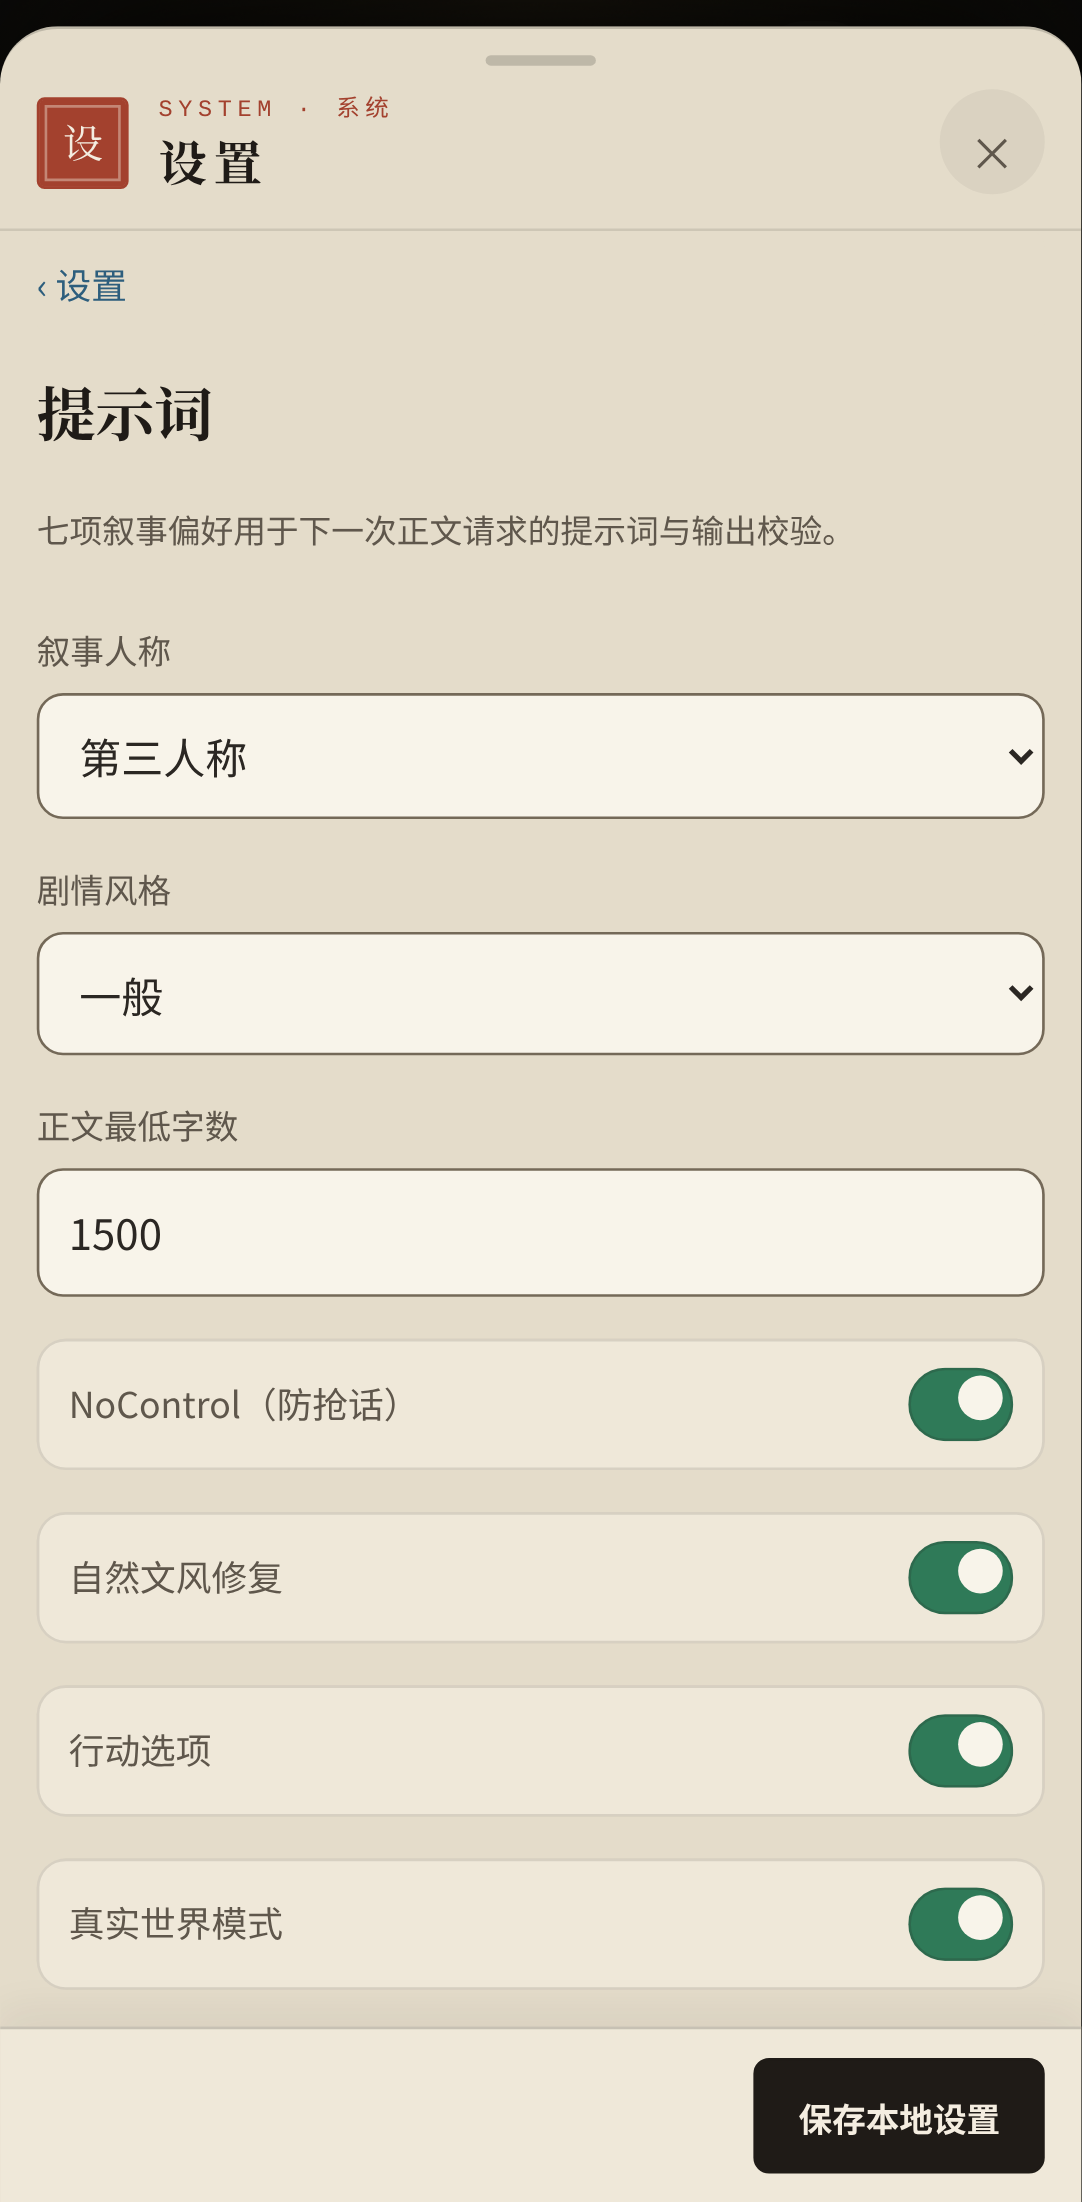 设
SYSTEM · 系统
设置
‹ 设置
提示词
七项叙事偏好用于下一次正文请求的提示词与输出校验。
叙事人称
第三人称
剧情风格
一般
正文最低字数
1500
NoControl（防抢话）
自然文风修复
行动选项
真实世界模式
保存本地设置